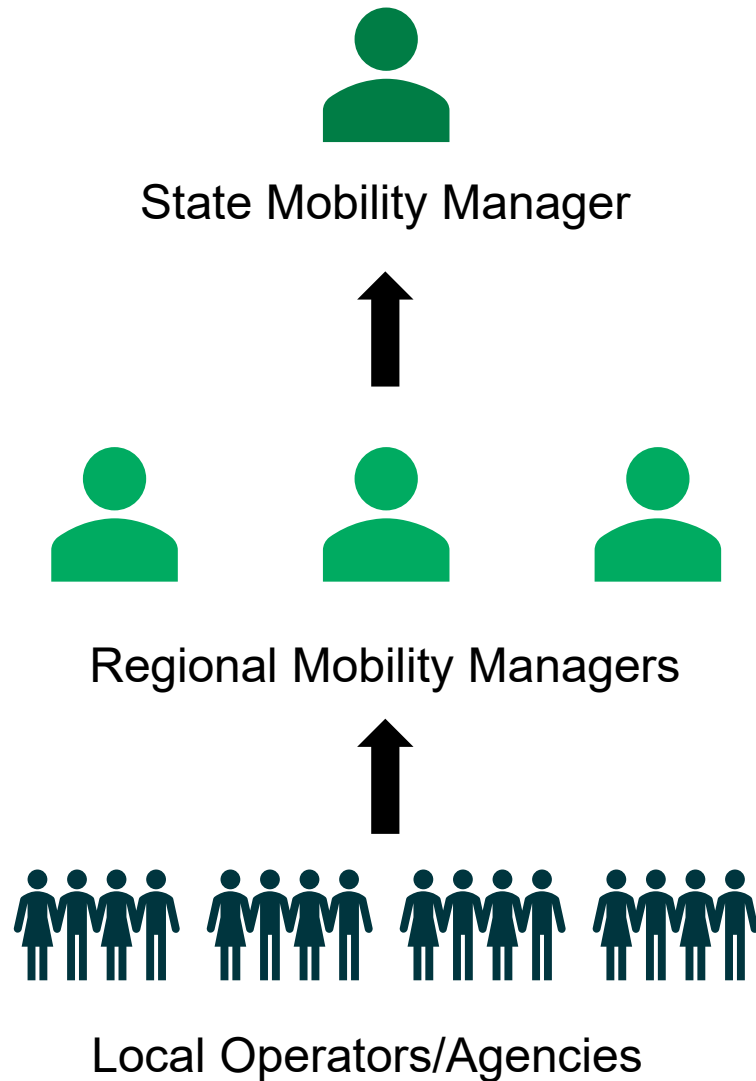 State Mobility Manager
Regional Mobility Managers
Local Operators/Agencies